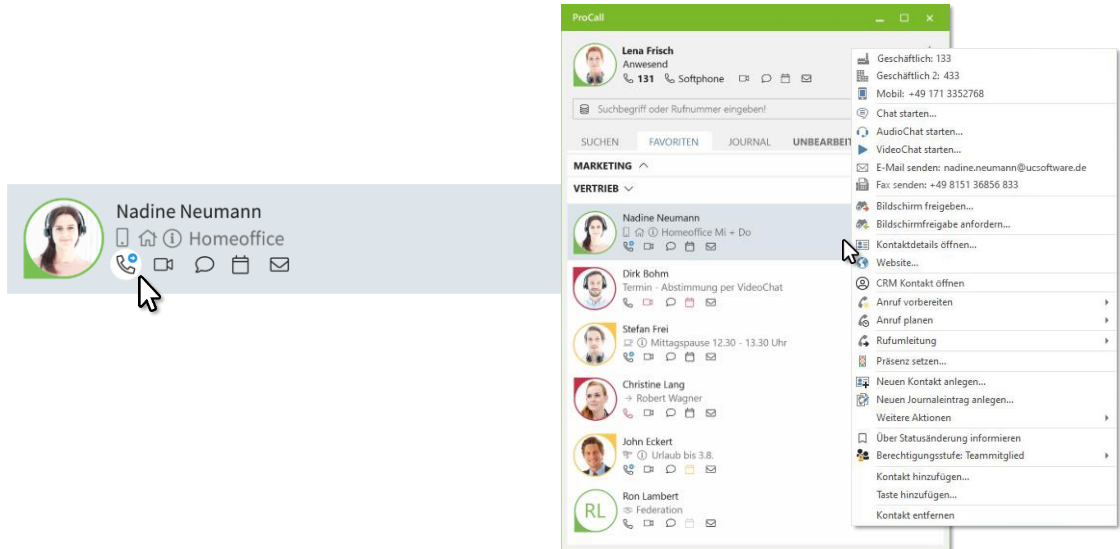 Nadine Neumann
Homeoffice
ProCall
Lena Frisch
Anwesend
131 Softphone
Suchbegriff oder Rufnummer eingeben!
SUCHEN FAVORITEN JOURNAL UNBEARBEIT
MARKETING
VERTRIEB
Nadine Neumann
Homeoffice Mi + Do
Dirk Bohm
Termin - Abstimmung per VideoChat
Stefan Frei
Mittagspause 12.30 - 13.30 Uhr
Christine Lang
→ Robert Wagner
John Eckert
Urlaub bis 3.8.
RL
Ron Lambert
Federation
Geschäftlich: 133
Geschäftlich 2: 433
Mobil: +49 171 3352768
Chat starten...
AudioChat starten...
VideoChat starten...
E-Mail senden: nadine.neumann@ucsoftware.de
Fax senden: +49 8151 36856 833
Bildschirm freigeben...
Bildschirmfreigabe anfordern...
Kontaktdetails öffnen...
Website...
CRM Kontakt öffnen
Anruf vorbereiten
Anruf planen
Rufumleitung
Präsenz setzen...
Neuen Kontakt anlegen...
Neuen Journaleintrag anlegen...
Weitere Aktionen
Über Statusänderung informieren
Berechtigungsstufe: Teammitglied
Kontakt hinzufügen...
Taste hinzufügen...
Kontakt entfernen